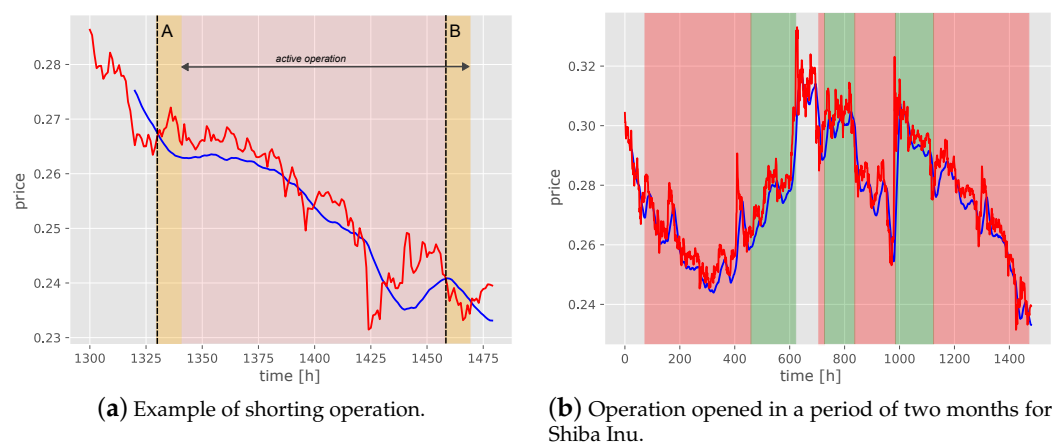 A
B
active operation
0.28
0.27
0.26
0.25
0.24
0.23
price
1300 1325 1350 1375 1400 1425 1450 1475
time [h]
(a) Example of shorting operation.
0.32
0.30
0.28
0.26
0.24
price
0 200 400 600 800 1000 1200 1400
time [h]
(b) Operation opened in a period of two months for
Shiba Inu.